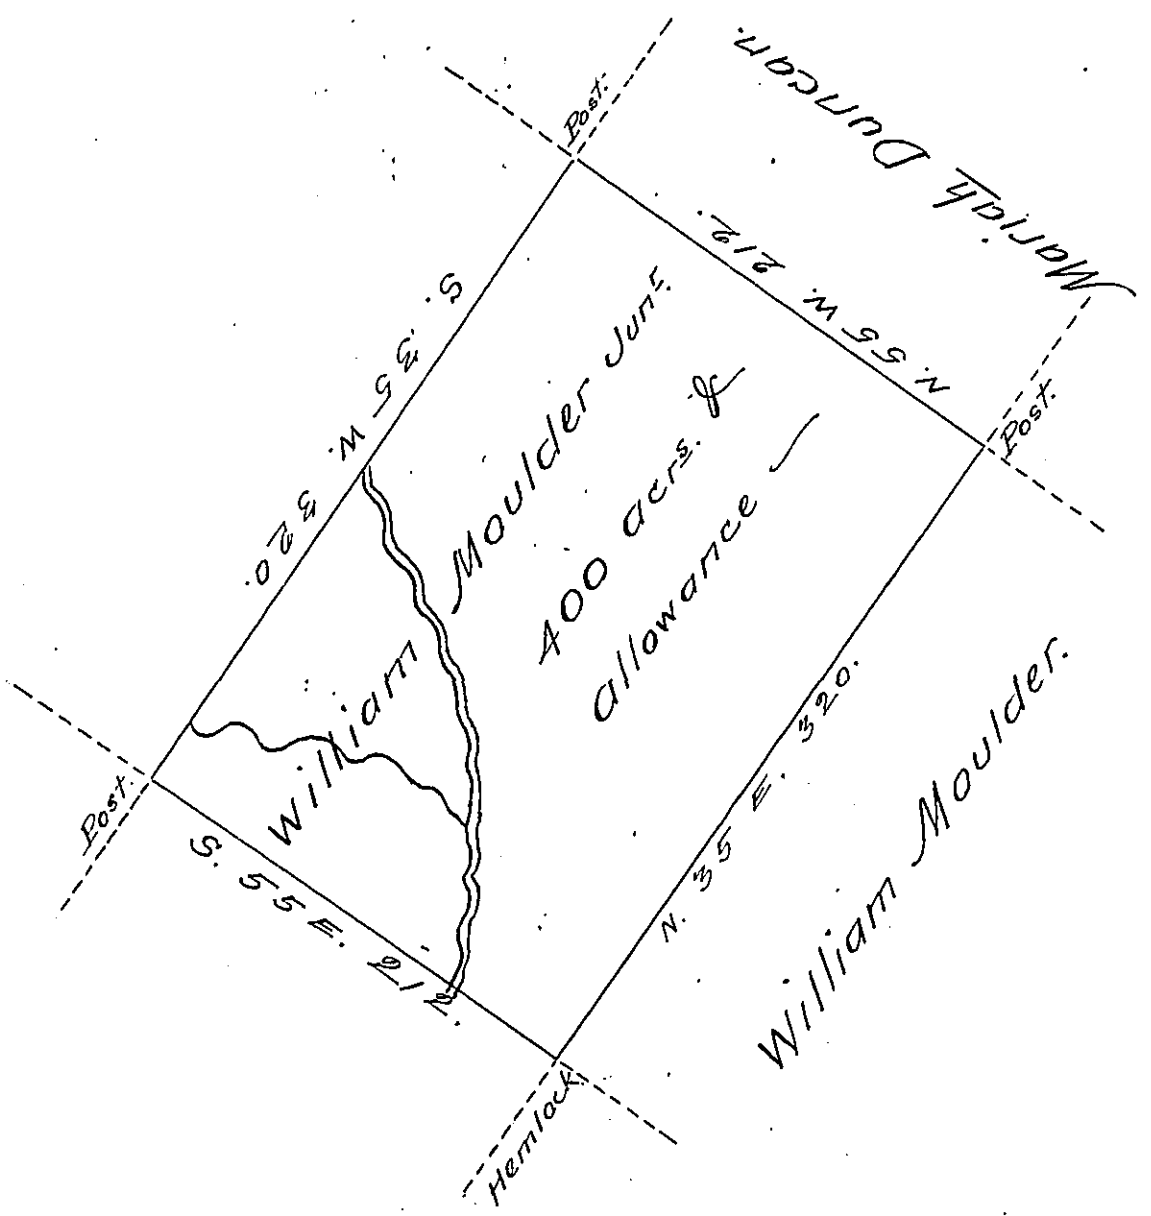 Mariah Duncan.
Post.
N. 55 W. 212.
S. 35 W. 320.
William Moulder Junr.
400 acrs. &
allowance
Post.
N. 35 E. 320.
Post.
S. 55 E. 212.
William Moulder.
Hemlock.